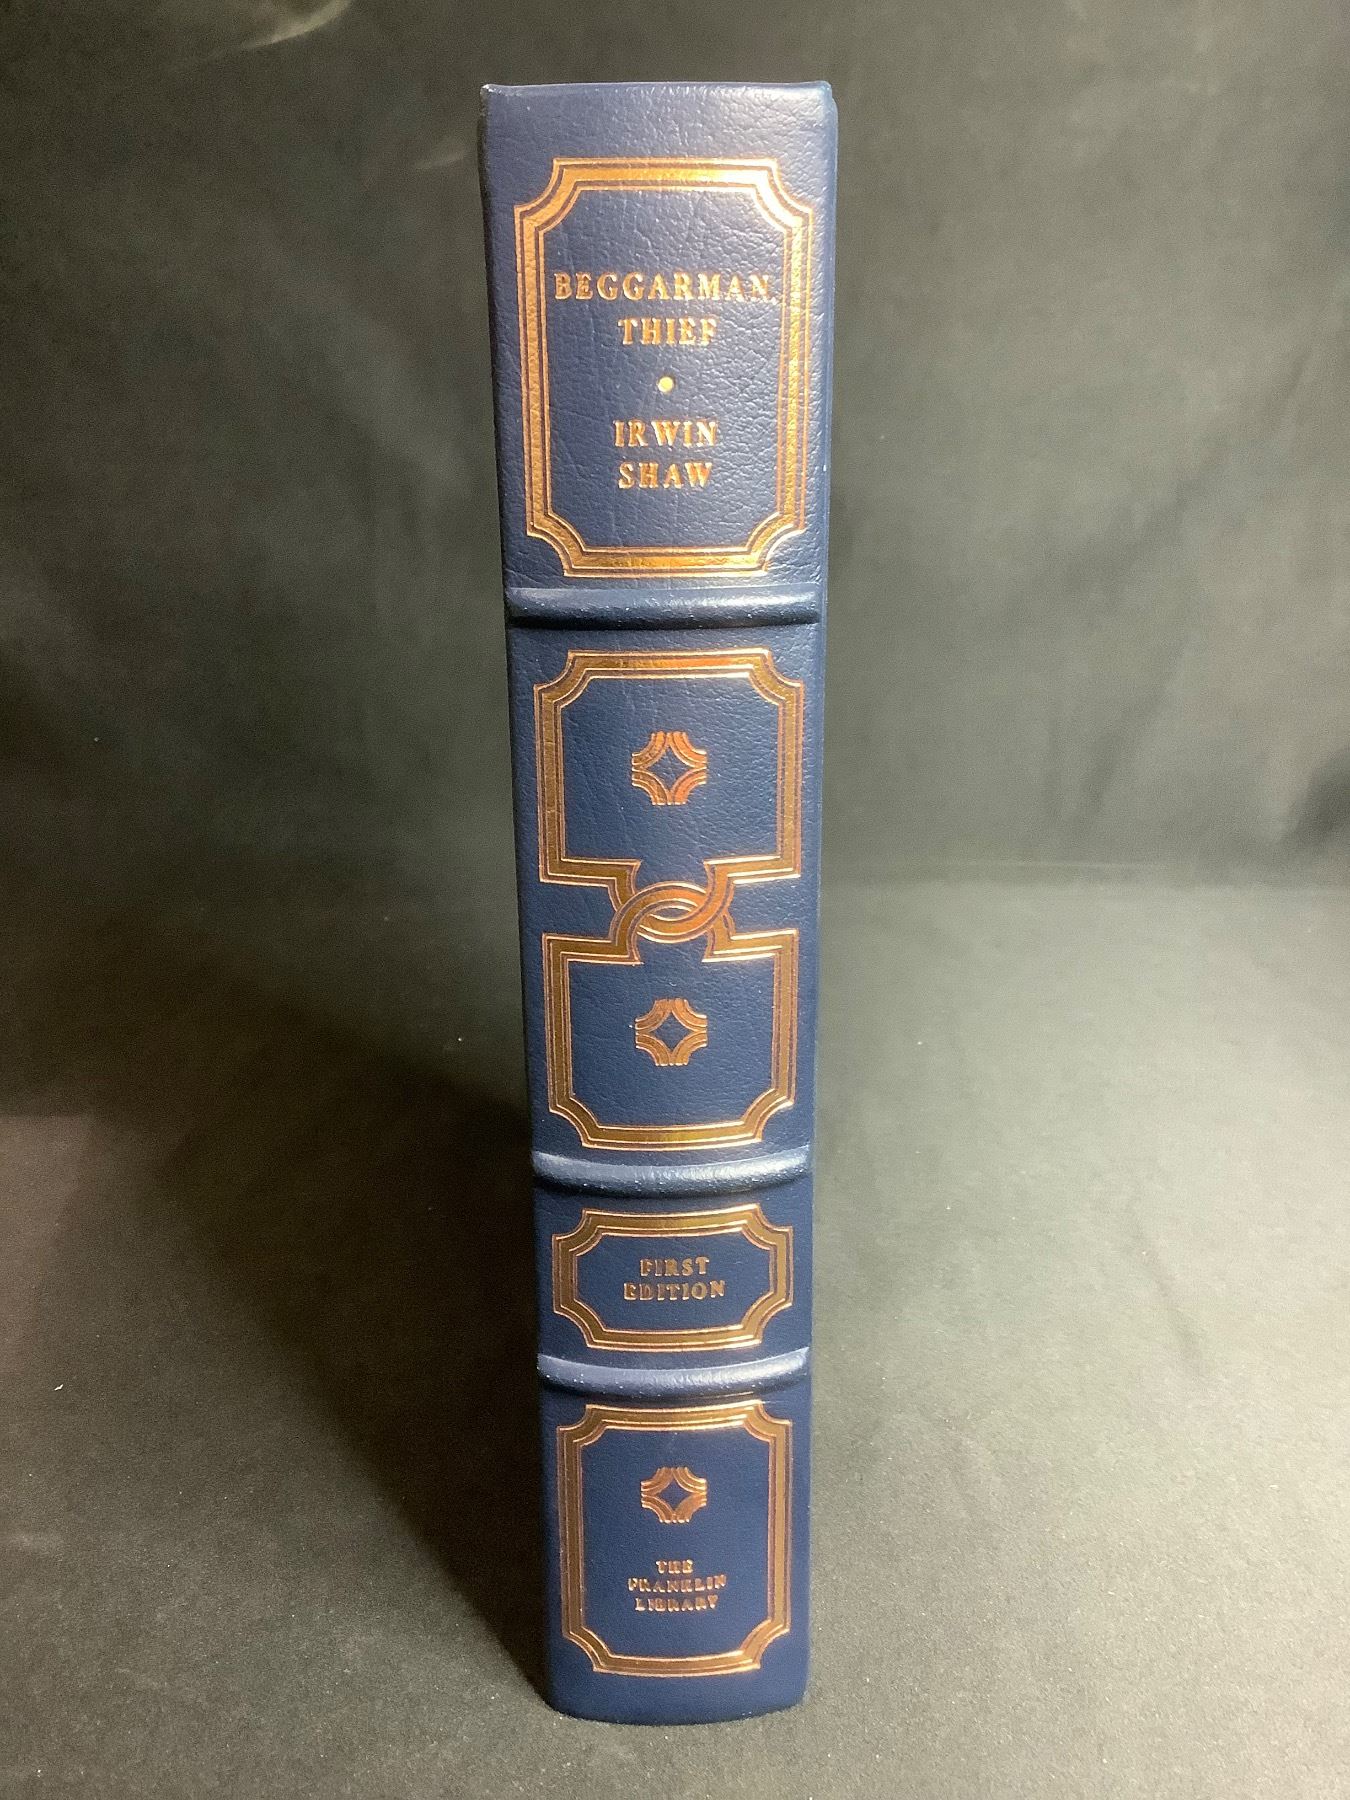 BEGGARMAN,
THIEF
IRWIN
SHAW
FIRST
EDITION
THE
FRANKLIN
LIBRARY